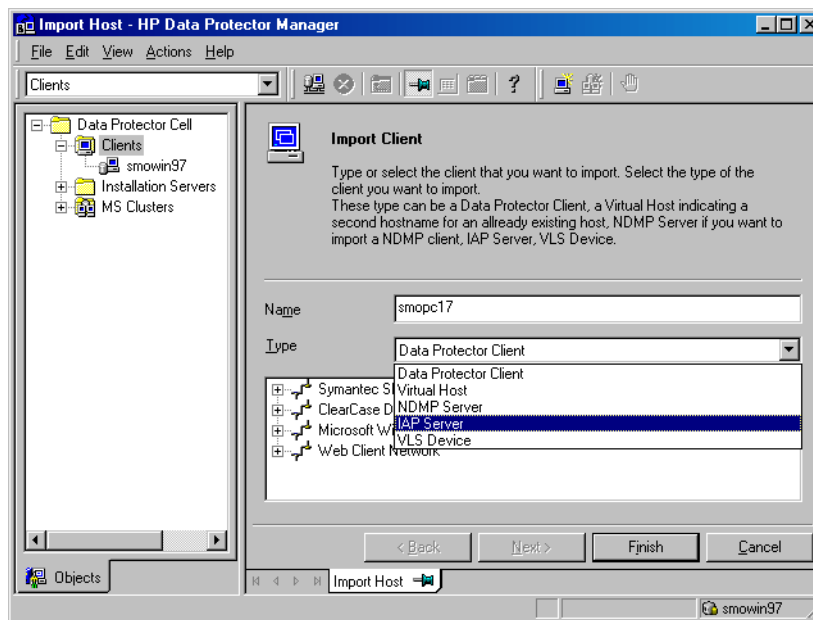 Import Host - HP Data Protector Manager
File Edit View Actions Help
Clients
Data Protector Cell
Clients
smowin97
Installation Servers
MS Clusters
Import Client
Type or select the client that you want to import. Select the type of the
client you want to import.
These type can be a Data Protector Client, a Virtual Host indicating a
second hostname for an allready existing host, NDMP Server if you want to
import a NDMP client, IAP Server, VLS Device.
Name
smopc17
Type
Data Protector Client
Data Protector Client
Virtual Host
NDMP Server
IAP Server
VLS Device
Symantec
ClearCase
Microsoft
Web Client Network
< Back
Next >
Finish
Cancel
Objects
Import Host
smowin97